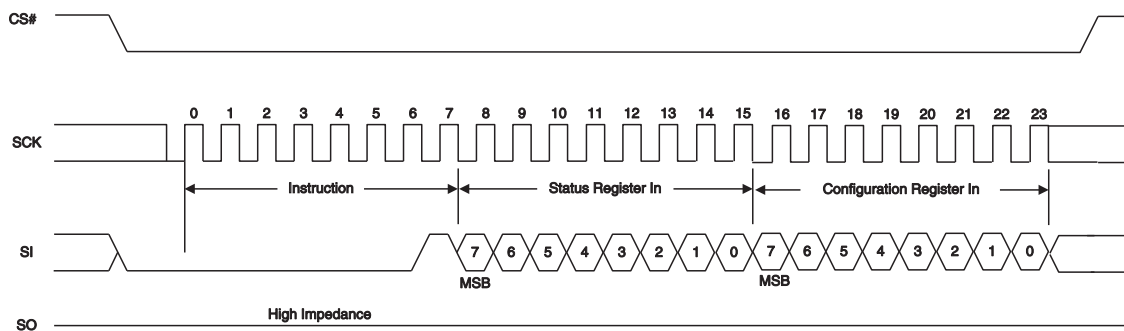 CS#
0 1 2 3 4 5 6 7 8 9 10 11 12 13 14 15 16 17 18 19 20 21 22 23
SCK
Instruction Status Register In Configuration Register In
SI 7 6 5 4 3 2 1 0 7 6 5 4 3 2 1 0
MSB MSB
High Impedance
SO